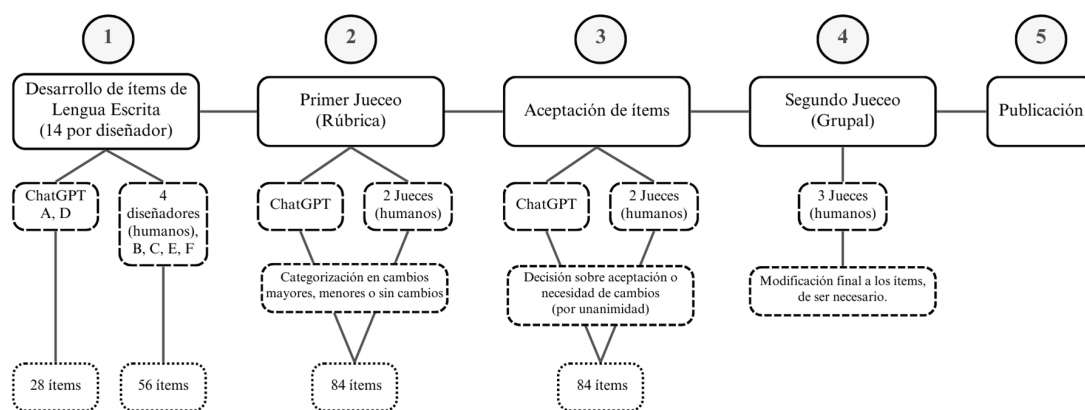 1
2
3
4
5
Desarrollo de ítems de
Lengua Escrita
(14 por diseñador)
Primer Jueceo
(Rúbrica)
Aceptación de ítems
Segundo Jueceo
(Grupal)
Publicación
ChatGPT
A, D
4
diseñadores
(humanos),
B, C, E, F
ChatGPT
2 Jueces
(humanos)
ChatGPT
2 Jueces
(humanos)
3 Jueces
(humanos)
Categorización en cambios
mayores, menores o sin cambios
Decisión sobre aceptación o
necesidad de cambios
(por unanimidad)
Modificación final a los ítems,
de ser necesario.
28 ítems
56 ítems
84 ítems
84 ítems